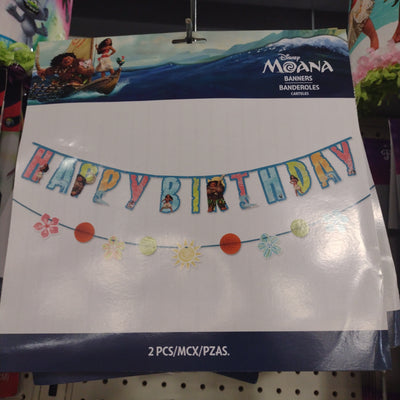 Disney
MOANA
BANNERS
BANDEROLES
CARTELES
HAPPY BIRTHDAY
2 PCS/MCX/PZAS.